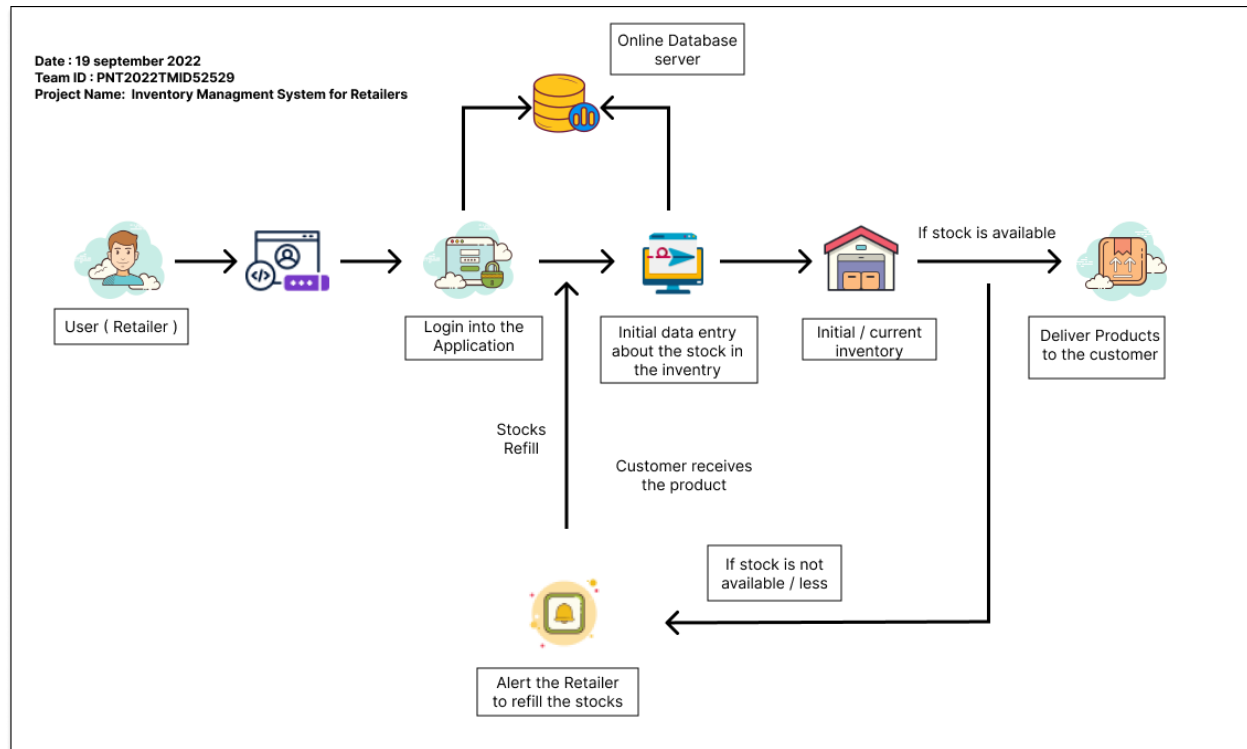 Date : 19 september 2022
Team ID : PNT2022TMID52529
Project Name: Inventory Managment System for Retailers
Online Database
server
If stock is available
User ( Retailer )
Login into the
Application
Initial data entry
about the stock in
the inventry
Initial / current
inventory
Deliver Products
to the customer
Stocks
Refill
Customer receives
the product
If stock is not
available / less
Alert the Retailer
to refill the stocks